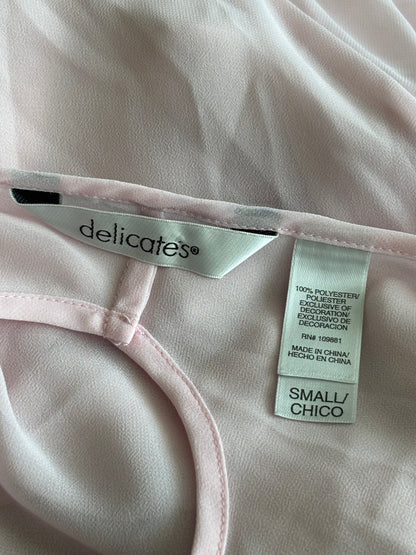 delicates®
100% POLYESTER/
POLIESTER
EXCLUSIVE OF
DECORATION/
EXCLUSIVO DE
DECORACION
RN# 109881
MADE IN CHINA/
HECHO EN CHINA
SMALL/
CHICO